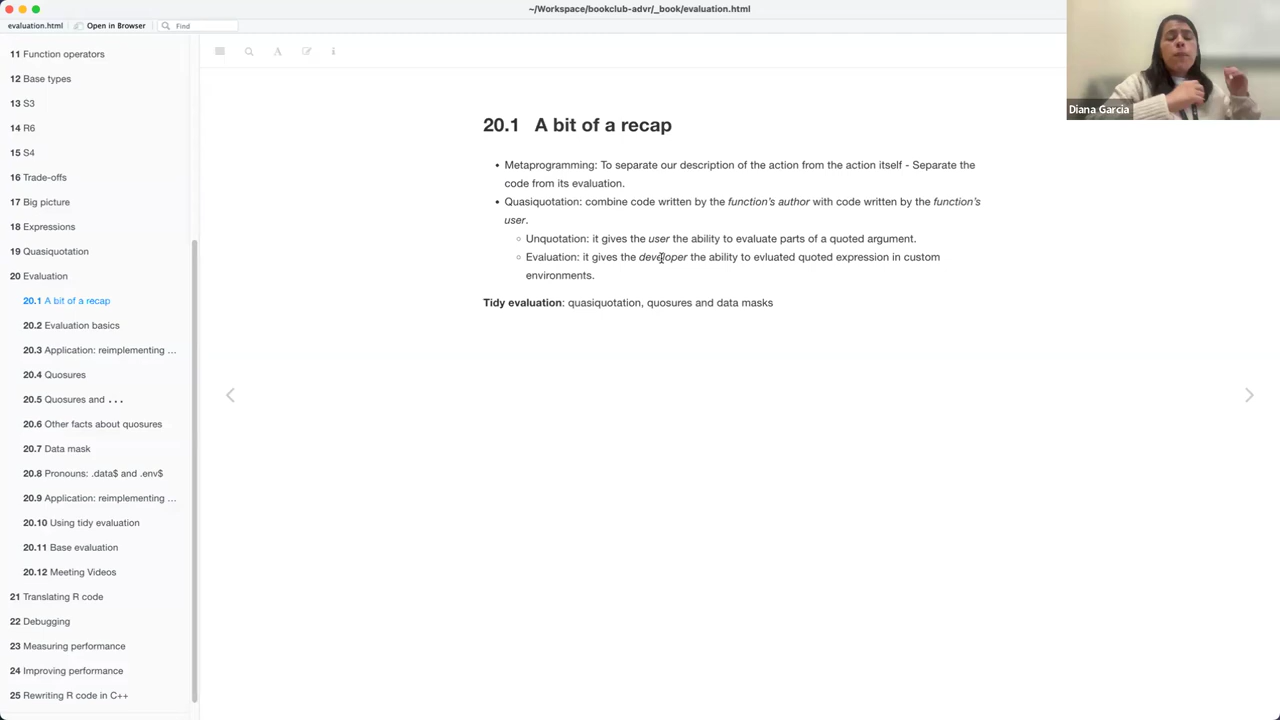 ~/Workspace/bookclub-advr/_book/evaluation.html
evaluation.html
Open in Browser
Find
11 Function operators
12 Base types
13 S3
14 R6
15 S4
16 Trade-offs
17 Big picture
18 Expressions
19 Quasiquotation
20 Evaluation
20.1 A bit of a recap
20.2 Evaluation basics
20.3 Application: reimplementing ...
20.4 Quosures
20.5 Quosures and ...
20.6 Other facts about quosures
20.7 Data mask
20.8 Pronouns: .data$ and .env$
20.9 Application: reimplementing ...
20.10 Using tidy evaluation
20.11 Base evaluation
20.12 Meeting Videos
21 Translating R code
22 Debugging
23 Measuring performance
24 Improving performance
25 Rewriting R code in C++
20.1 A bit of a recap
• Metaprogramming: To separate our description of the action from the action itself - Separate the
code from its evaluation.
• Quasiquotation: combine code written by the function's author with code written by the function's
user.
Unquotation: it gives the user the ability to evaluate parts of a quoted argument.
Evaluation: it gives the developer the ability to evluated quoted expression in custom
environments.
Tidy evaluation: quasiquotation, quosures and data masks
Diana Garcia